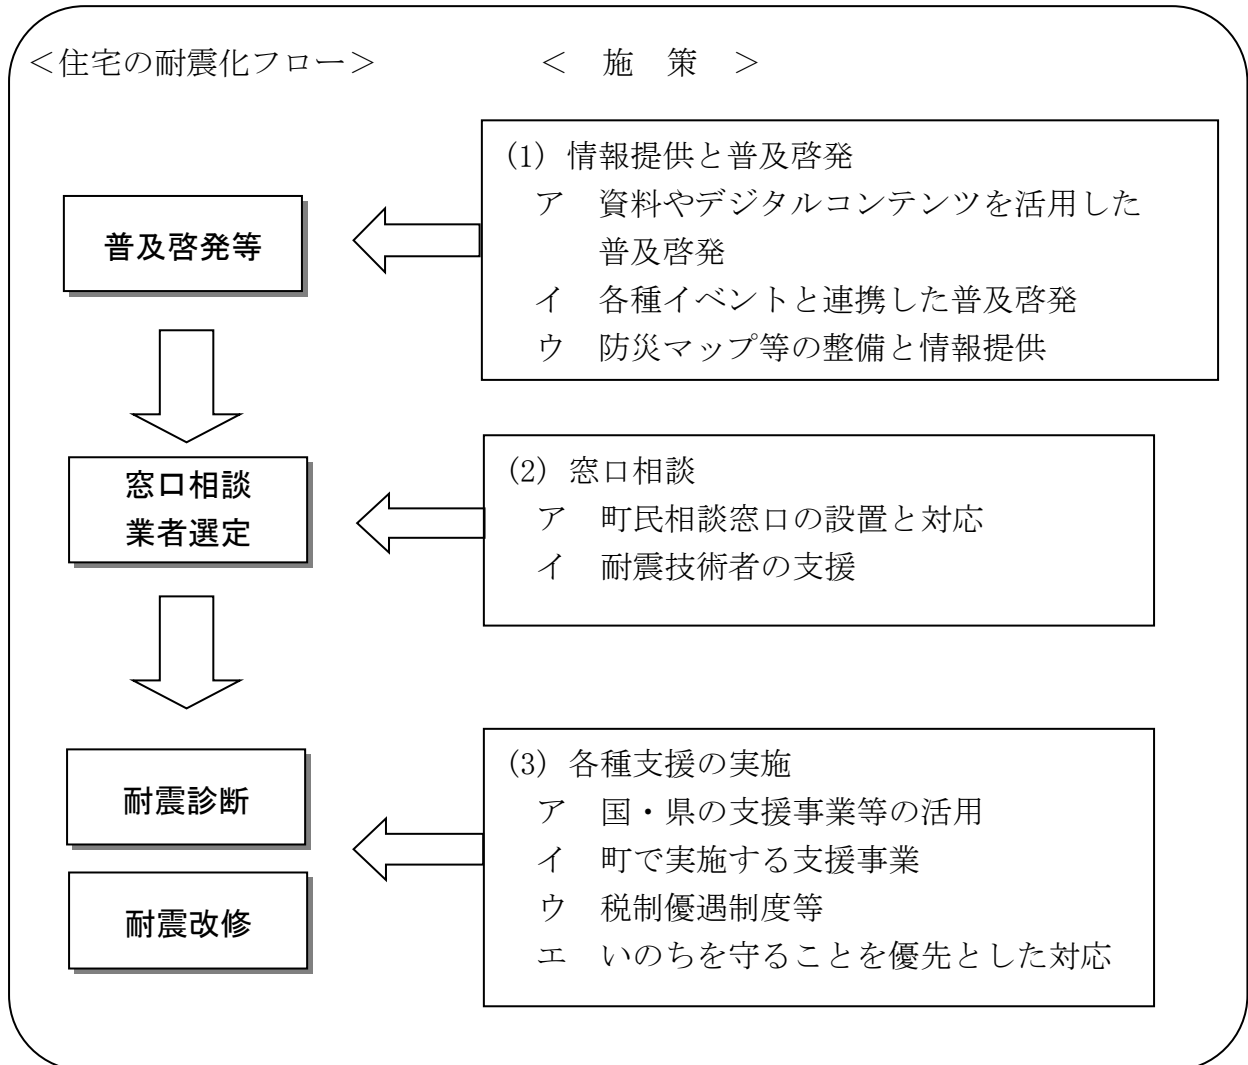 <住宅の耐震化フロー>
< 施 策 >
普及啓発等
(1) 情報提供と普及啓発
ア 資料やデジタルコンテンツを活用した
普及啓発
イ 各種イベントと連携した普及啓発
ウ 防災マップ等の整備と情報提供
窓口相談
業者選定
(2) 窓口相談
ア 町民相談窓口の設置と対応
イ 耐震技術者の支援
耐震診断
耐震改修
(3) 各種支援の実施
ア 国・県の支援事業等の活用
イ 町で実施する支援事業
ウ 税制優遇制度等
エ いのちを守ることを優先とした対応